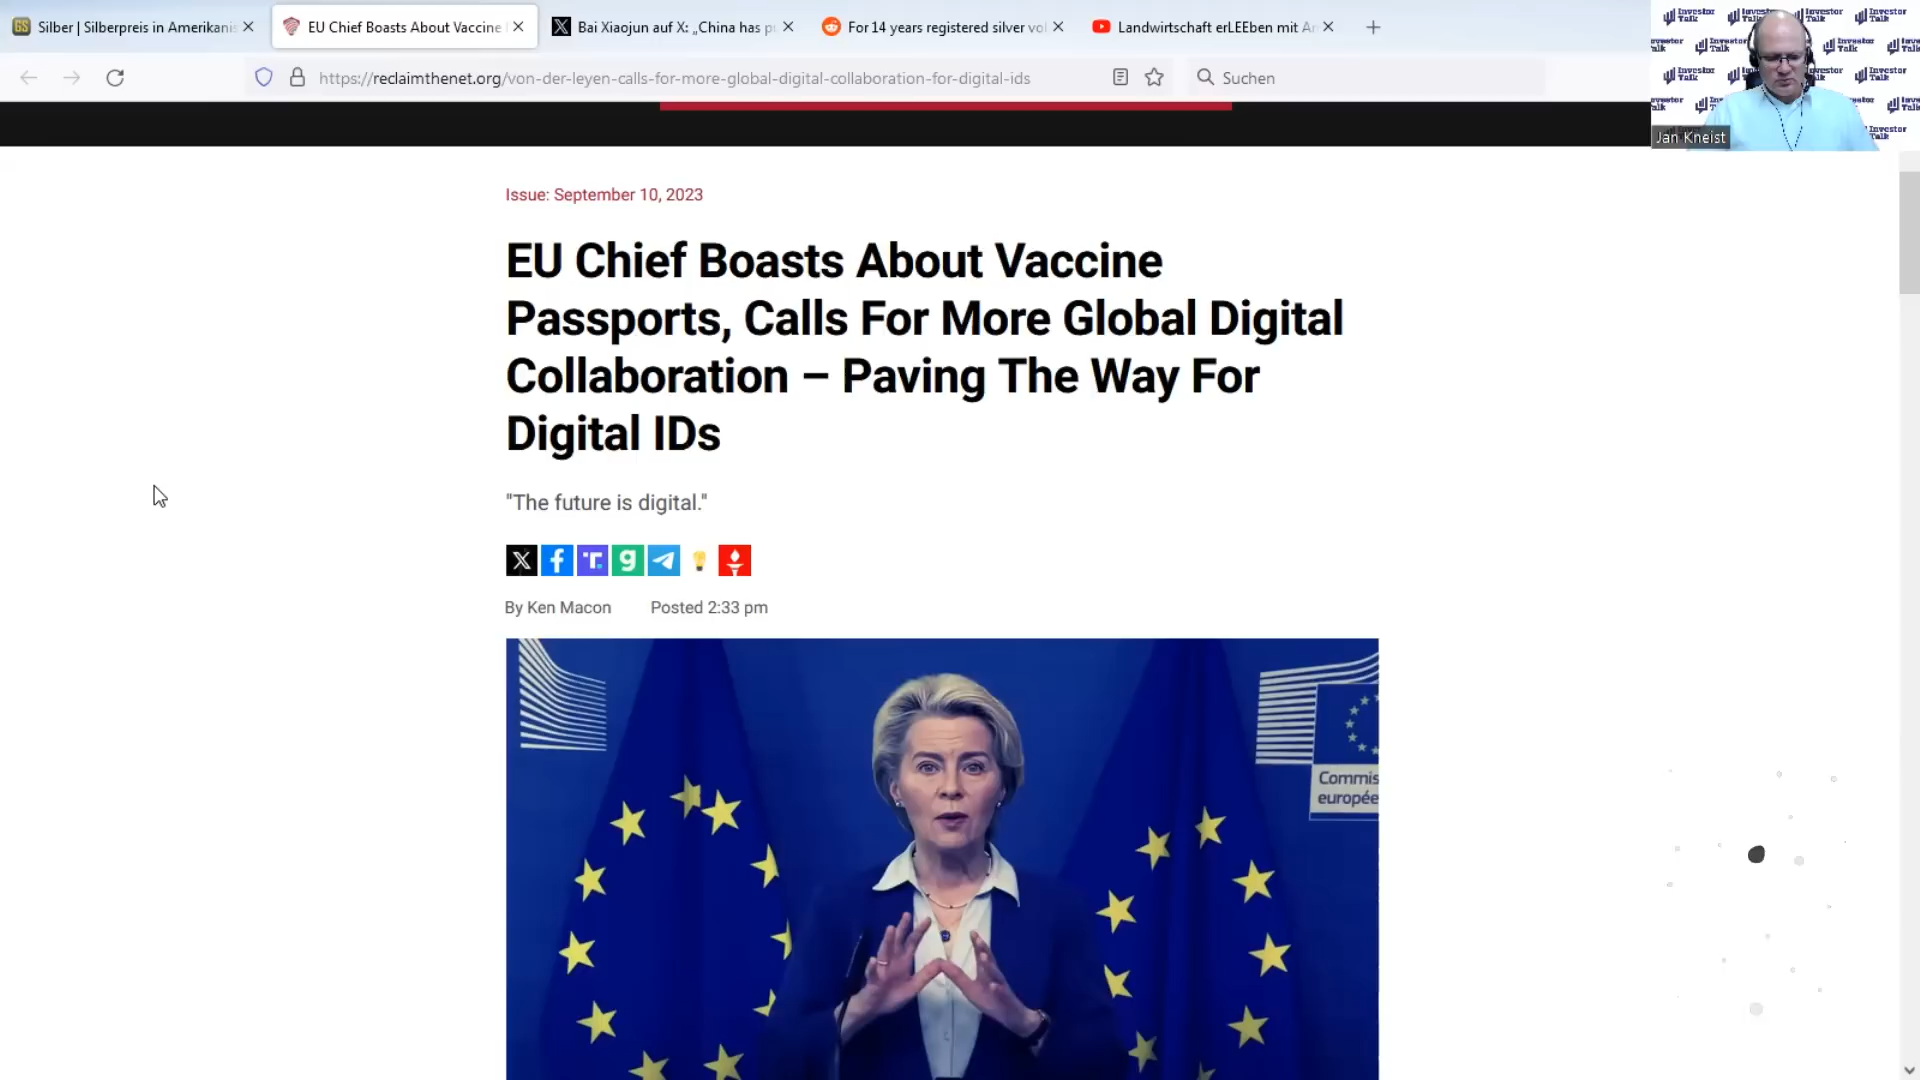 Silber | Silberpreis in Amerikanis
EU Chief Boasts About Vaccine
Bai Xiaojun auf X: „China has p
For 14 years registered silver vo
Landwirtschaft erLEEben mit A
https://reclaimthenet.org/von-der-leyen-calls-for-more-global-digital-collaboration-for-digital-ids
Suchen
Investor Talk
Jan Kneist
Issue: September 10, 2023
EU Chief Boasts About Vaccine
Passports, Calls For More Global Digital
Collaboration – Paving The Way For
Digital IDs
"The future is digital."
By Ken Macon
Posted 2:33 pm
Commis
europée